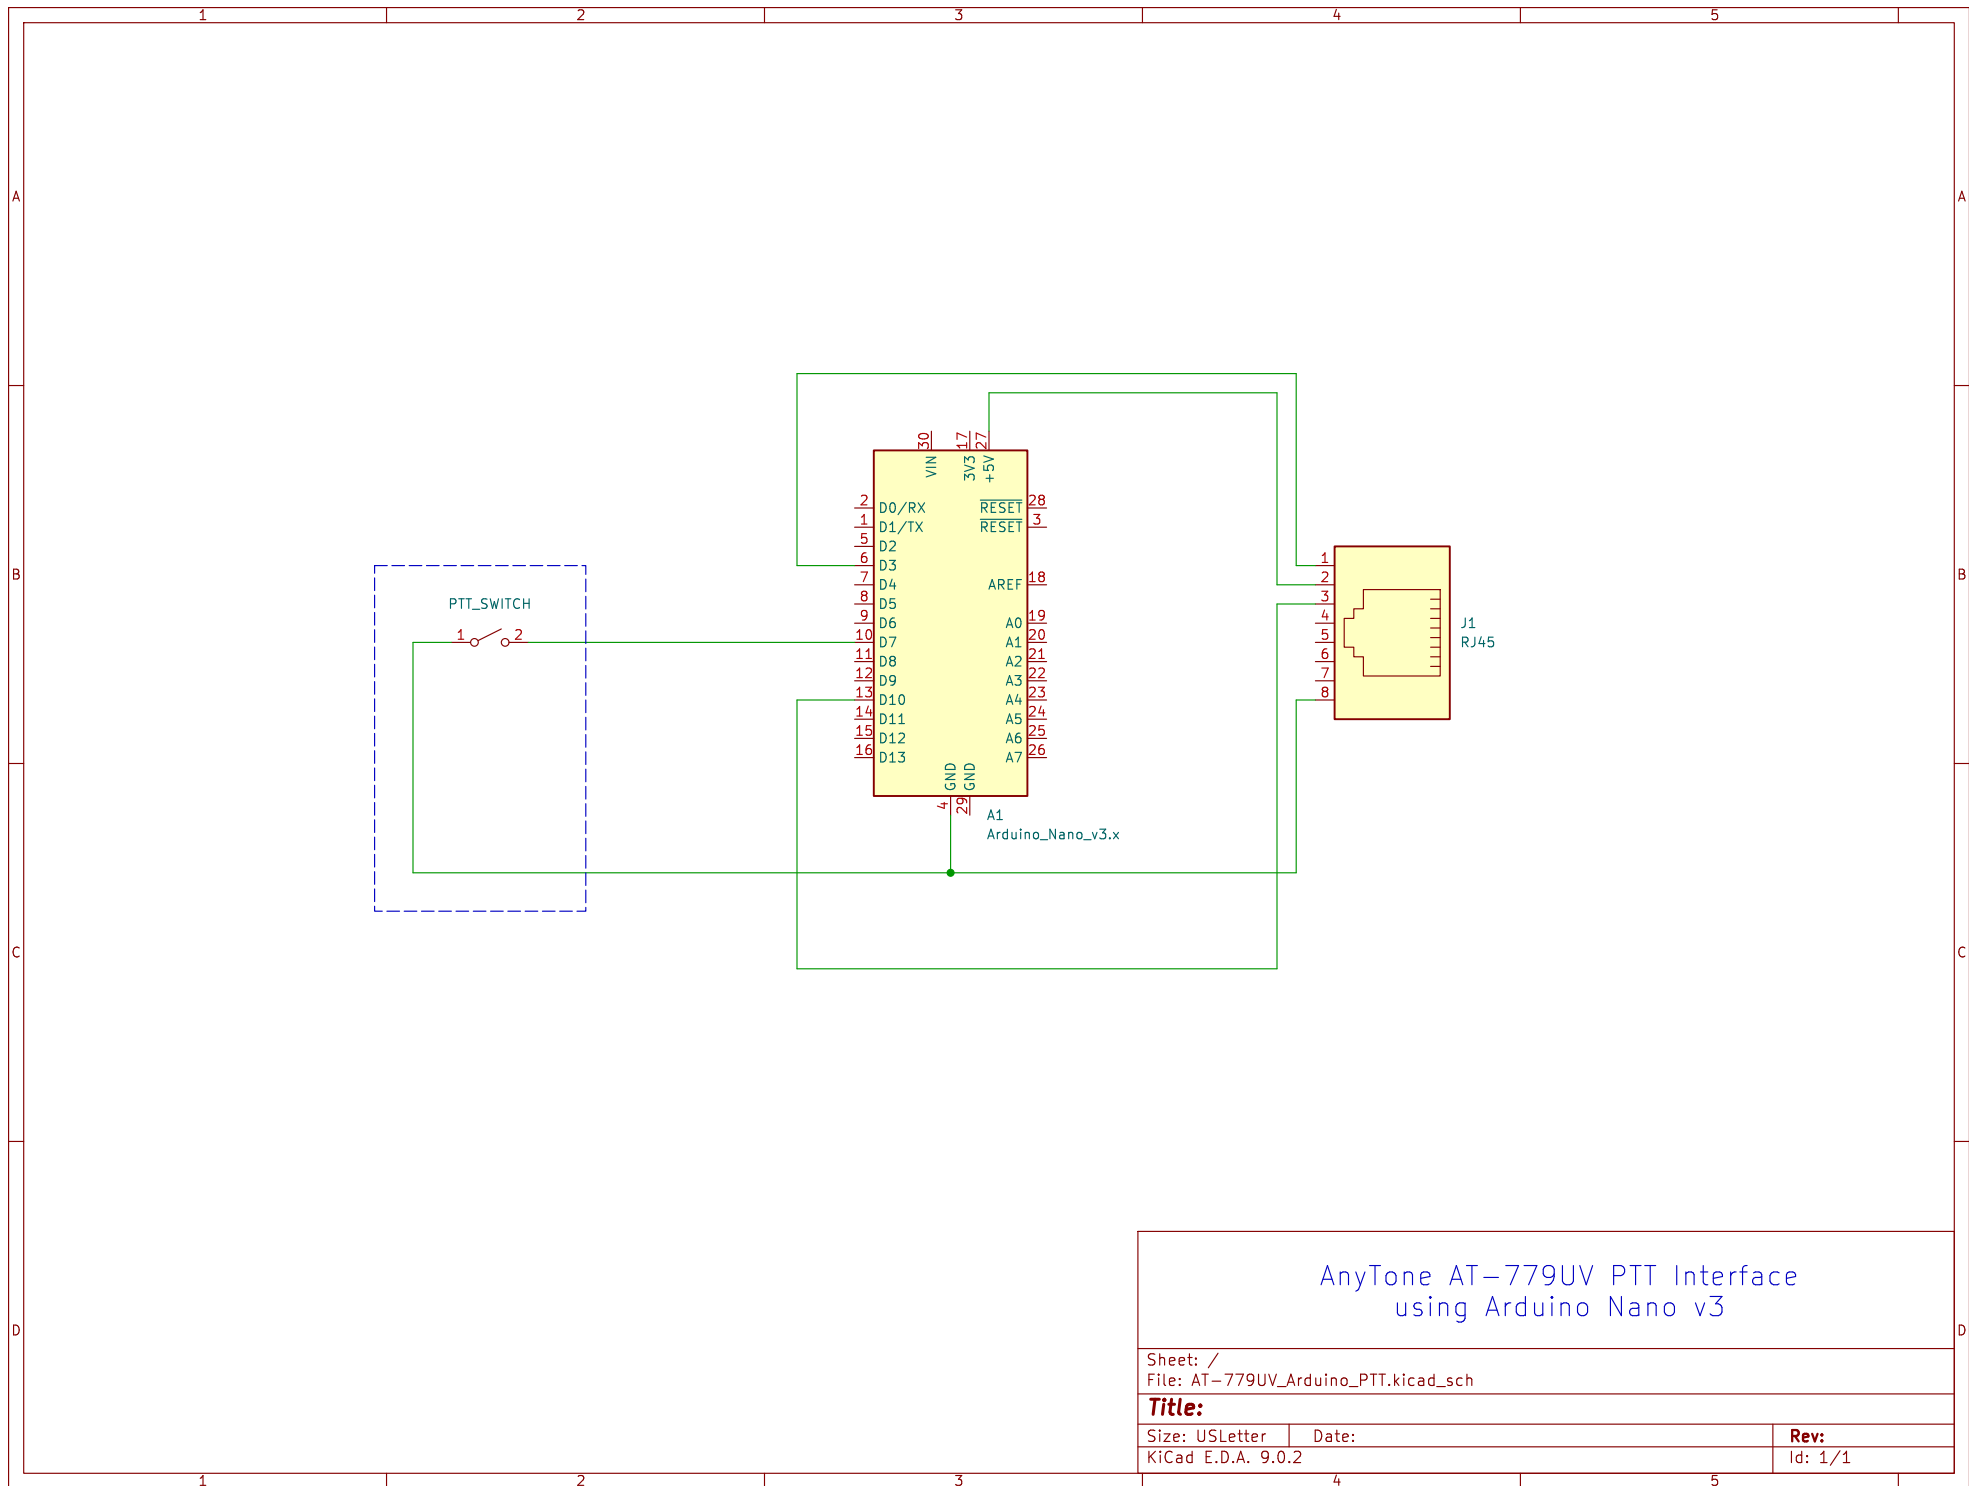 1 2 3 4 5
A A
PTT_SWITCH
1 2
30 17 27
VIN 3V3 +5V
2 D0/RX RESET 28
1 D1/TX RESET 3
5 D2
6 D3
7 D4 AREF 18
8 D5
9 D6 A0 19
10 D7 A1 20
11 D8 A2 21
12 D9 A3 22
13 D10 A4 23
14 D11 A5 24
15 D12 A6 25
16 D13 A7 26
GND GND
4 29
A1
Arduino_Nano_v3.x
1
2
3
4
5
6
7
8
J1
RJ45
B B
C C
D D
AnyTone AT-779UV PTT Interface
using Arduino Nano v3
Sheet: /
File: AT-779UV_Arduino_PTT.kicad_sch
Title:
Size: USLetter Date: Rev:
KiCad E.D.A. 9.0.2 Id: 1/1
1 2 3 4 5